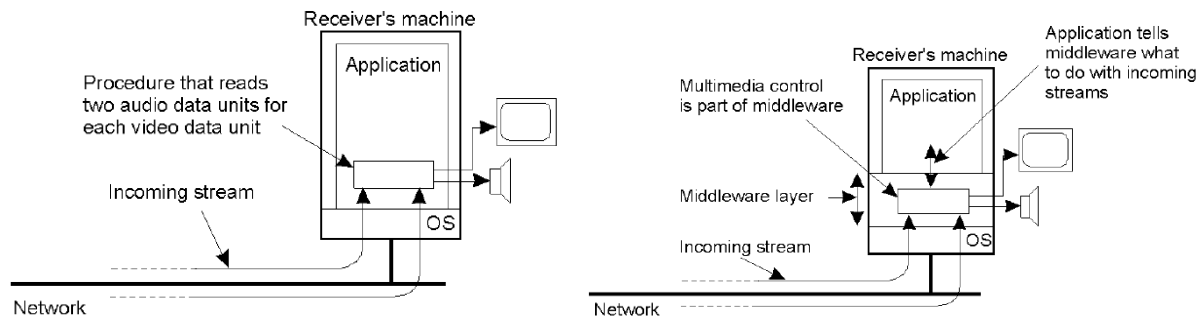 Receiver's machine
Application
Procedure that reads
two audio data units for
each video data unit
Incoming stream
OS
Network
Application tells
middleware what
to do with incoming
streams
Receiver's machine
Multimedia control
is part of middleware
Application
Middleware layer
OS
Incoming stream
Network